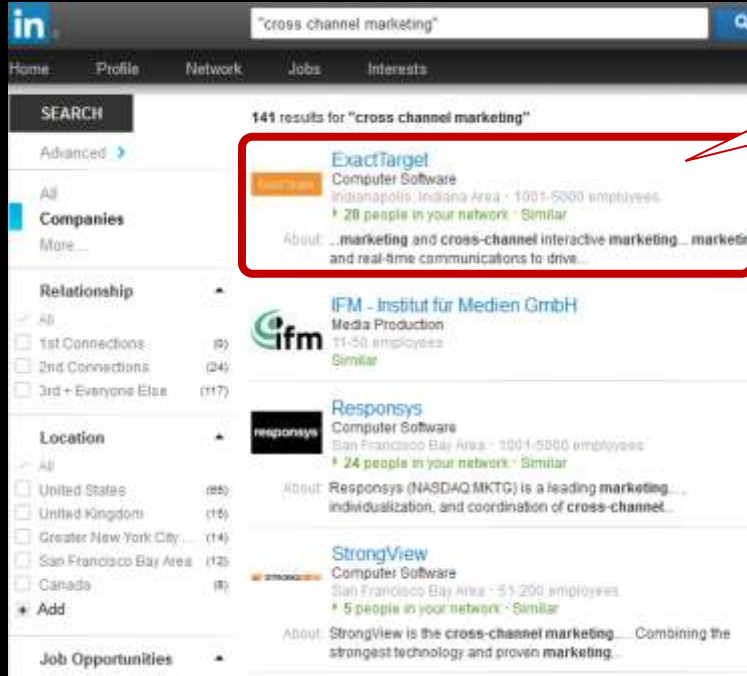 in
"cross channel marketing"
Home Profile Network Jobs Interests
SEARCH
Advanced
All
Companies
More...
Relationship
All
1st Connections
2nd Connections (24)
3rd + Everyone Else (117)
Location
All
United States
United Kingdom
Greater New York City ... (14)
San Francisco Bay Area (12)
Canada (8)
+ Add
Job Opportunities
141 results for "cross channel marketing"
ExactTarget
Computer Software
Indianapolis, Indiana Area · 1001-5000 employees
28 people in your network · Similar
About: ...marketing and cross-channel interactive marketing... marketin
and real-time communications to drive...
ifm
IFM - Institut für Medien GmbH
Media Production
11-50 employees
Similar
responsys
Responsys
Computer Software
San Francisco Bay Area · 1001-5000 employees
24 people in your network · Similar
About: Responsys (NASDAQ:MKTG) is a leading marketing... ,
individualization, and coordination of cross-channel...
StrongView
Computer Software
San Francisco Bay Area · 51-200 employees
5 people in your network · Similar
About: StrongView is the cross-channel marketing... . Combining the
strongest technology and proven marketing...